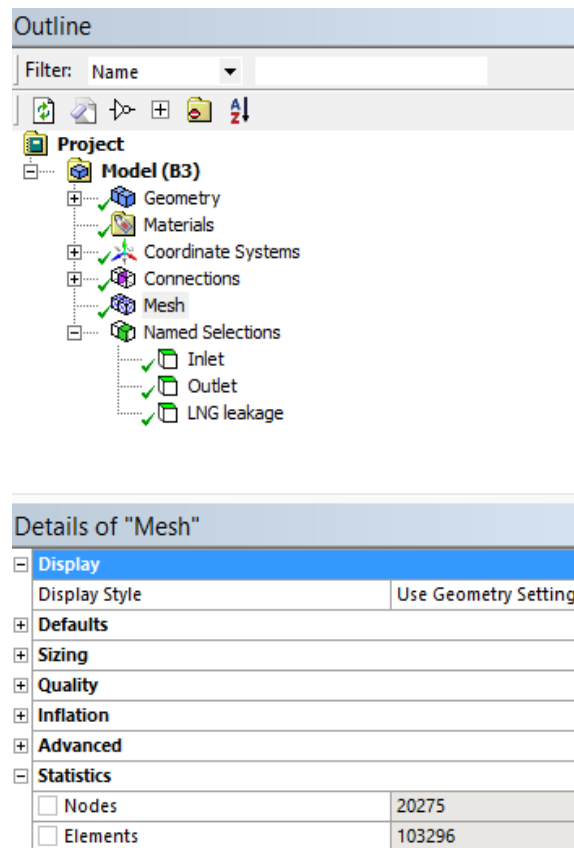 Outline
Filter: Name
Project
Model (B3)
Geometry
Materials
Coordinate Systems
Connections
Mesh
Named Selections
Inlet
Outlet
LNG leakage
Details of "Mesh"
Display
Display Style Use Geometry Setting
Defaults
Sizing
Quality
Inflation
Advanced
Statistics
Nodes 20275
Elements 103296